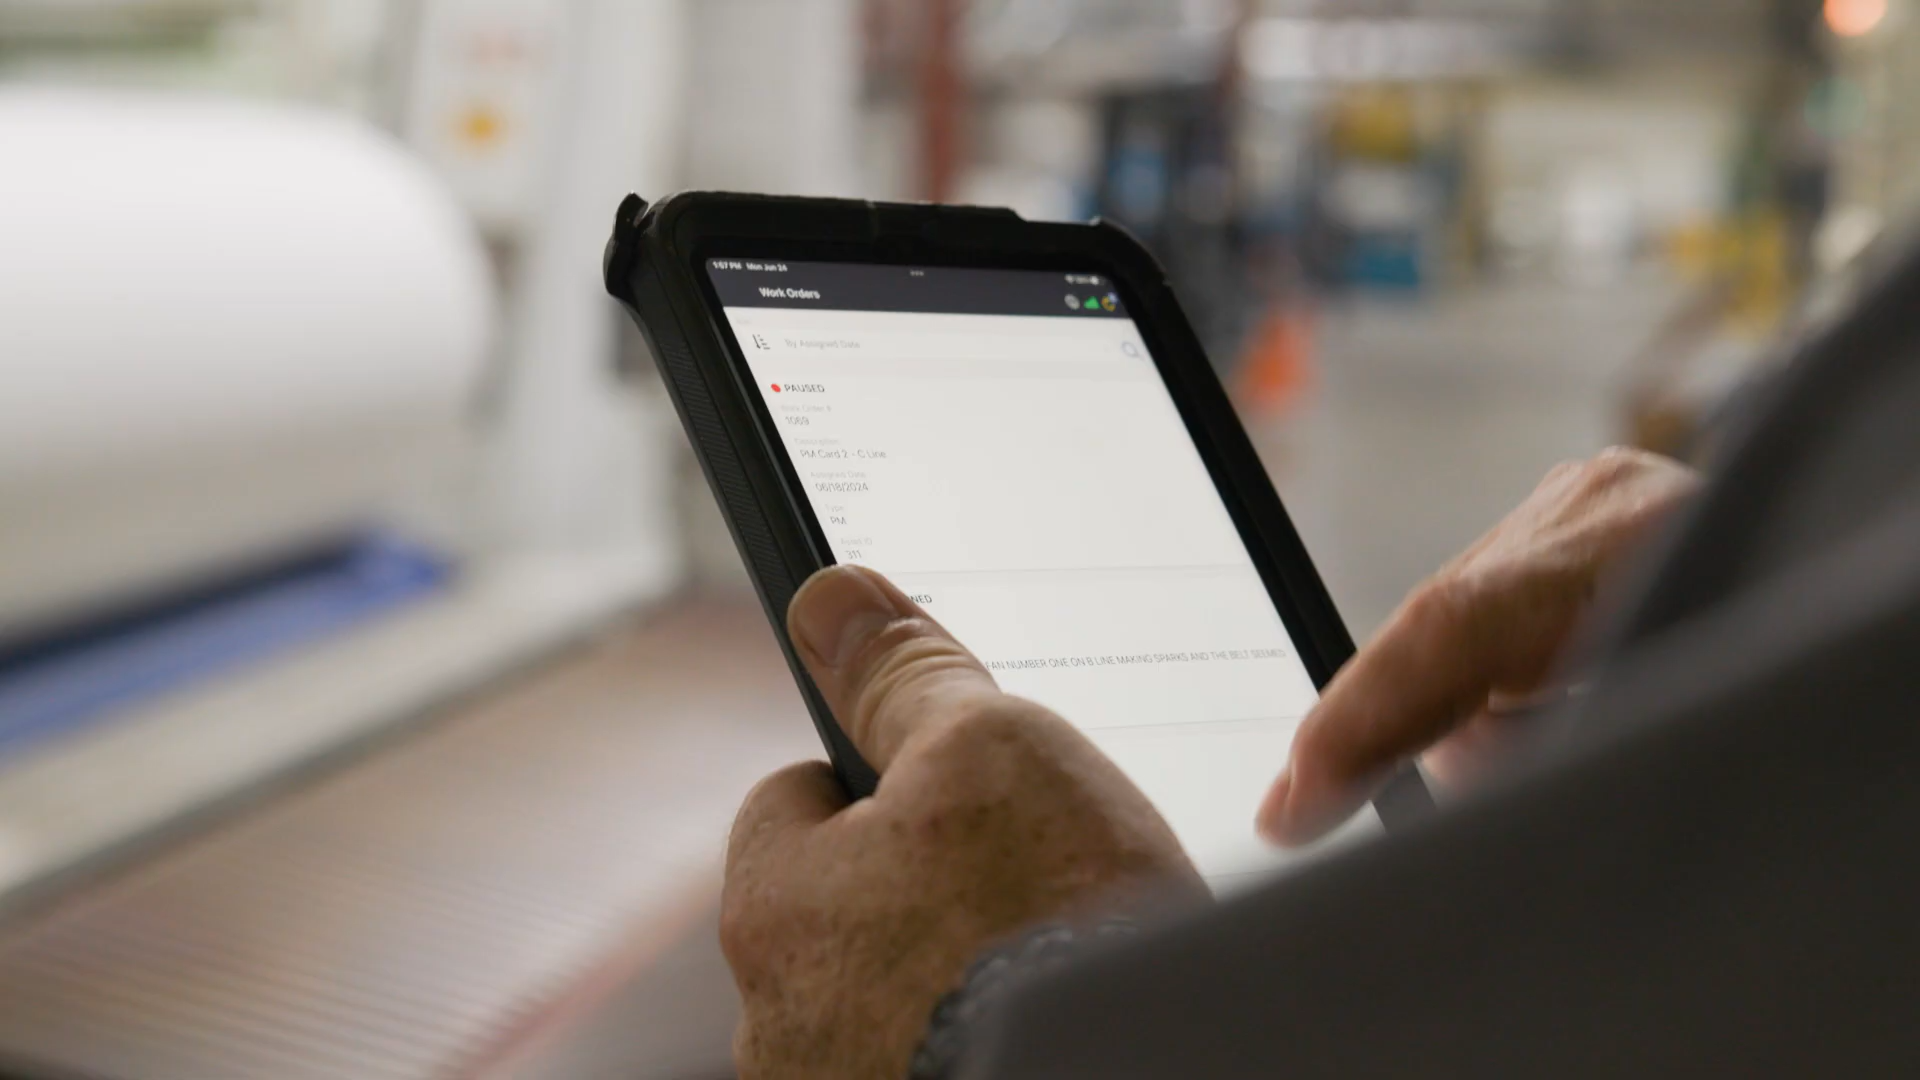 1:57 PM Mon Jun 24
Work Orders
By Assigned Date
PAUSED
Work Order #
1069
Description
PM Card 2 - C Line
Assigned Date
06/18/2024
Type
PM
Asset ID
311
NED
FAN NUMBER ONE ON B LINE MAKING SPARKS AND THE BELT SEEMED